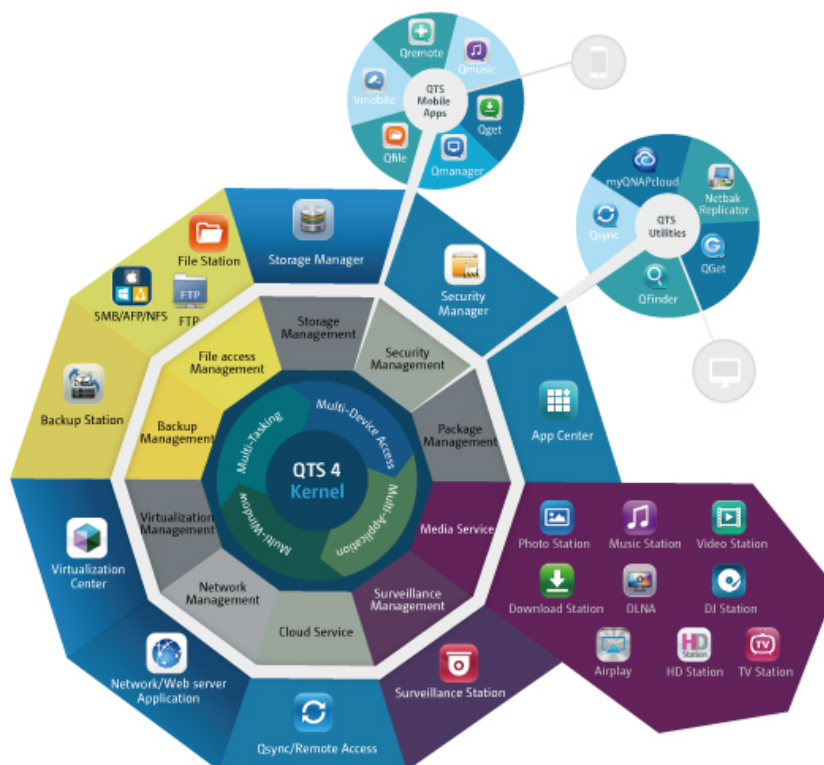 Qremote
Qmusic
Vmobile
QTS
Mobile
Apps
Qget
Qfile
Qmanager
myQNAPcloud
Netbak
Replicator
Qsync
QTS
Utilities
QGet
QFinder
File Station
Storage Manager
Security
Manager
SMB/AFP/NFS
FTP
FTP
Storage
Management
File access
Management
Security
Management
Backup Station
Backup
Management
Package
Management
App Center
Multi-Tasking
Multi-Device Access
QTS 4
Kernel
Multi-Window
Multi-Application
Virtualization
Management
Media Service
Photo Station
Music Station
Video Station
Virtualization
Center
Network
Management
Surveillance
Management
Cloud Service
Download Station
DLNA
DJ Station
Network/Web server
Application
Surveillance Station
HD
Station
TV
Airplay
HD Station
TV Station
Qsync/Remote Access